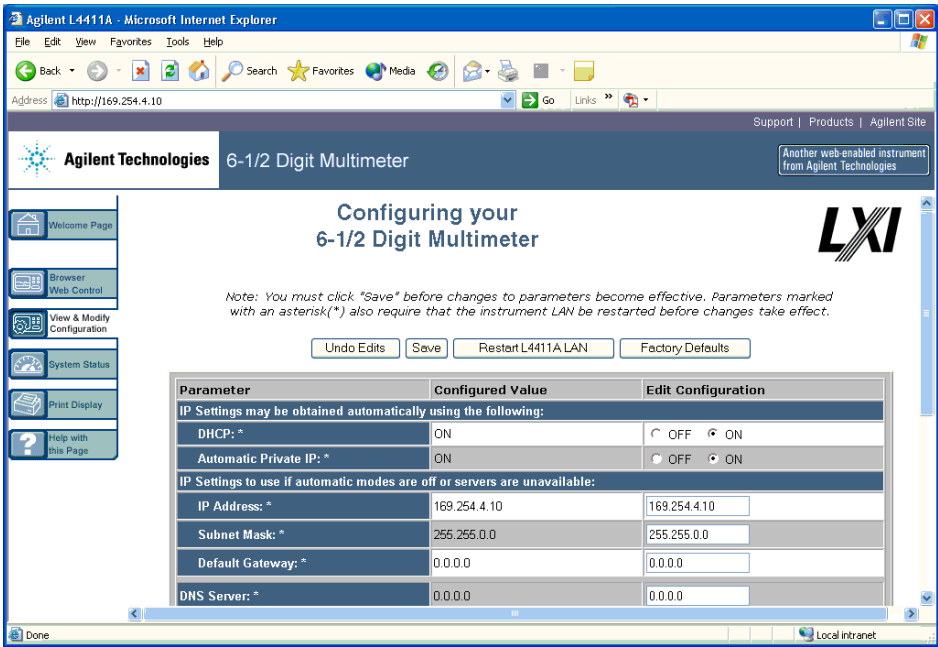 Agilent L4411A - Microsoft Internet Explorer
File Edit View Favorites Tools Help
Back Search Favorites Media
Address http://169.254.4.10 Go Links »
Support | Products | Agilent Site
Agilent Technologies 6-1/2 Digit Multimeter
Another web-enabled instrument
from Agilent Technologies
Configuring your
6-1/2 Digit Multimeter
LXI
Welcome Page
Browser
Web Control
View & Modify
Configuration
System Status
Print Display
Help with
this Page
Note: You must click "Save" before changes to parameters become effective. Parameters marked
with an asterisk(*) also require that the instrument LAN be restarted before changes take effect.
Undo Edits Save Restart L4411A LAN Factory Defaults
Parameter Configured Value Edit Configuration
IP Settings may be obtained automatically using the following:
DHCP: * ON OFF ON
Automatic Private IP: * ON OFF ON
IP Settings to use if automatic modes are off or servers are unavailable:
IP Address: * 169.254.4.10 169.254.4.10
Subnet Mask: * 255.255.0.0 255.255.0.0
Default Gateway: * 0.0.0.0 0.0.0.0
DNS Server: * 0.0.0.0 0.0.0.0
Done Local intranet